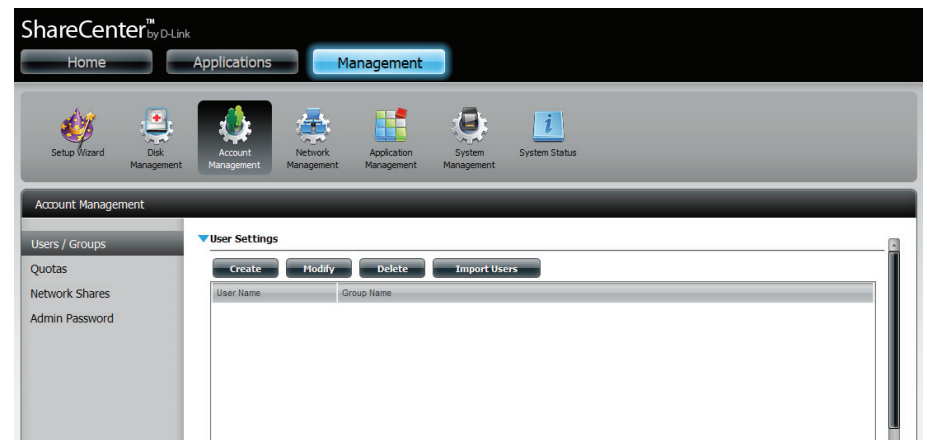 ShareCenter™ by D-Link
Home Applications Management
Setup Wizard Disk Management Account Management Network Management Application Management System Management System Status
Account Management
Users / Groups
Quotas
Network Shares
Admin Password
User Settings
Create Modify Delete Import Users
User Name Group Name